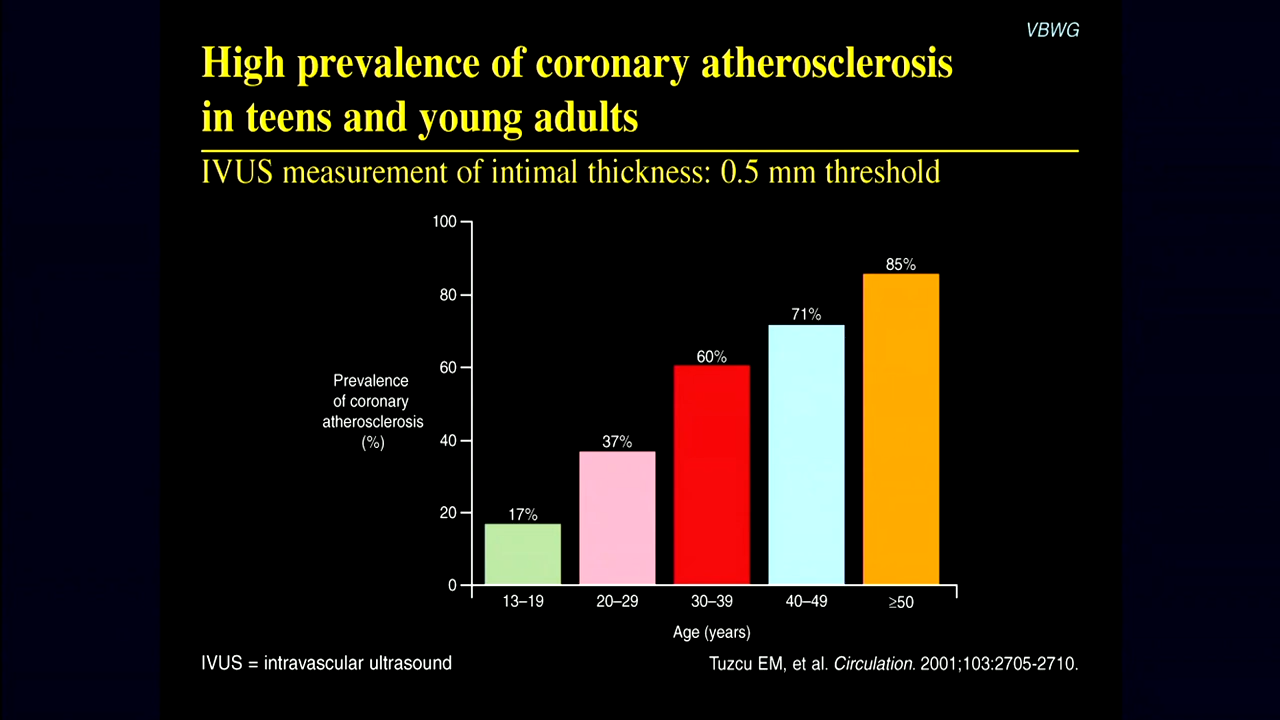 VBWG
High prevalence of coronary atherosclerosis
in teens and young adults
IVUS measurement of intimal thickness: 0.5 mm threshold
Prevalence
of coronary
atherosclerosis
(%)
100
80
60
40
20
0
17%
37%
60%
71%
85%
13–19
20–29
30–39
40–49
≥50
Age (years)
IVUS = intravascular ultrasound
Tuzcu EM, et al. Circulation. 2001;103:2705-2710.